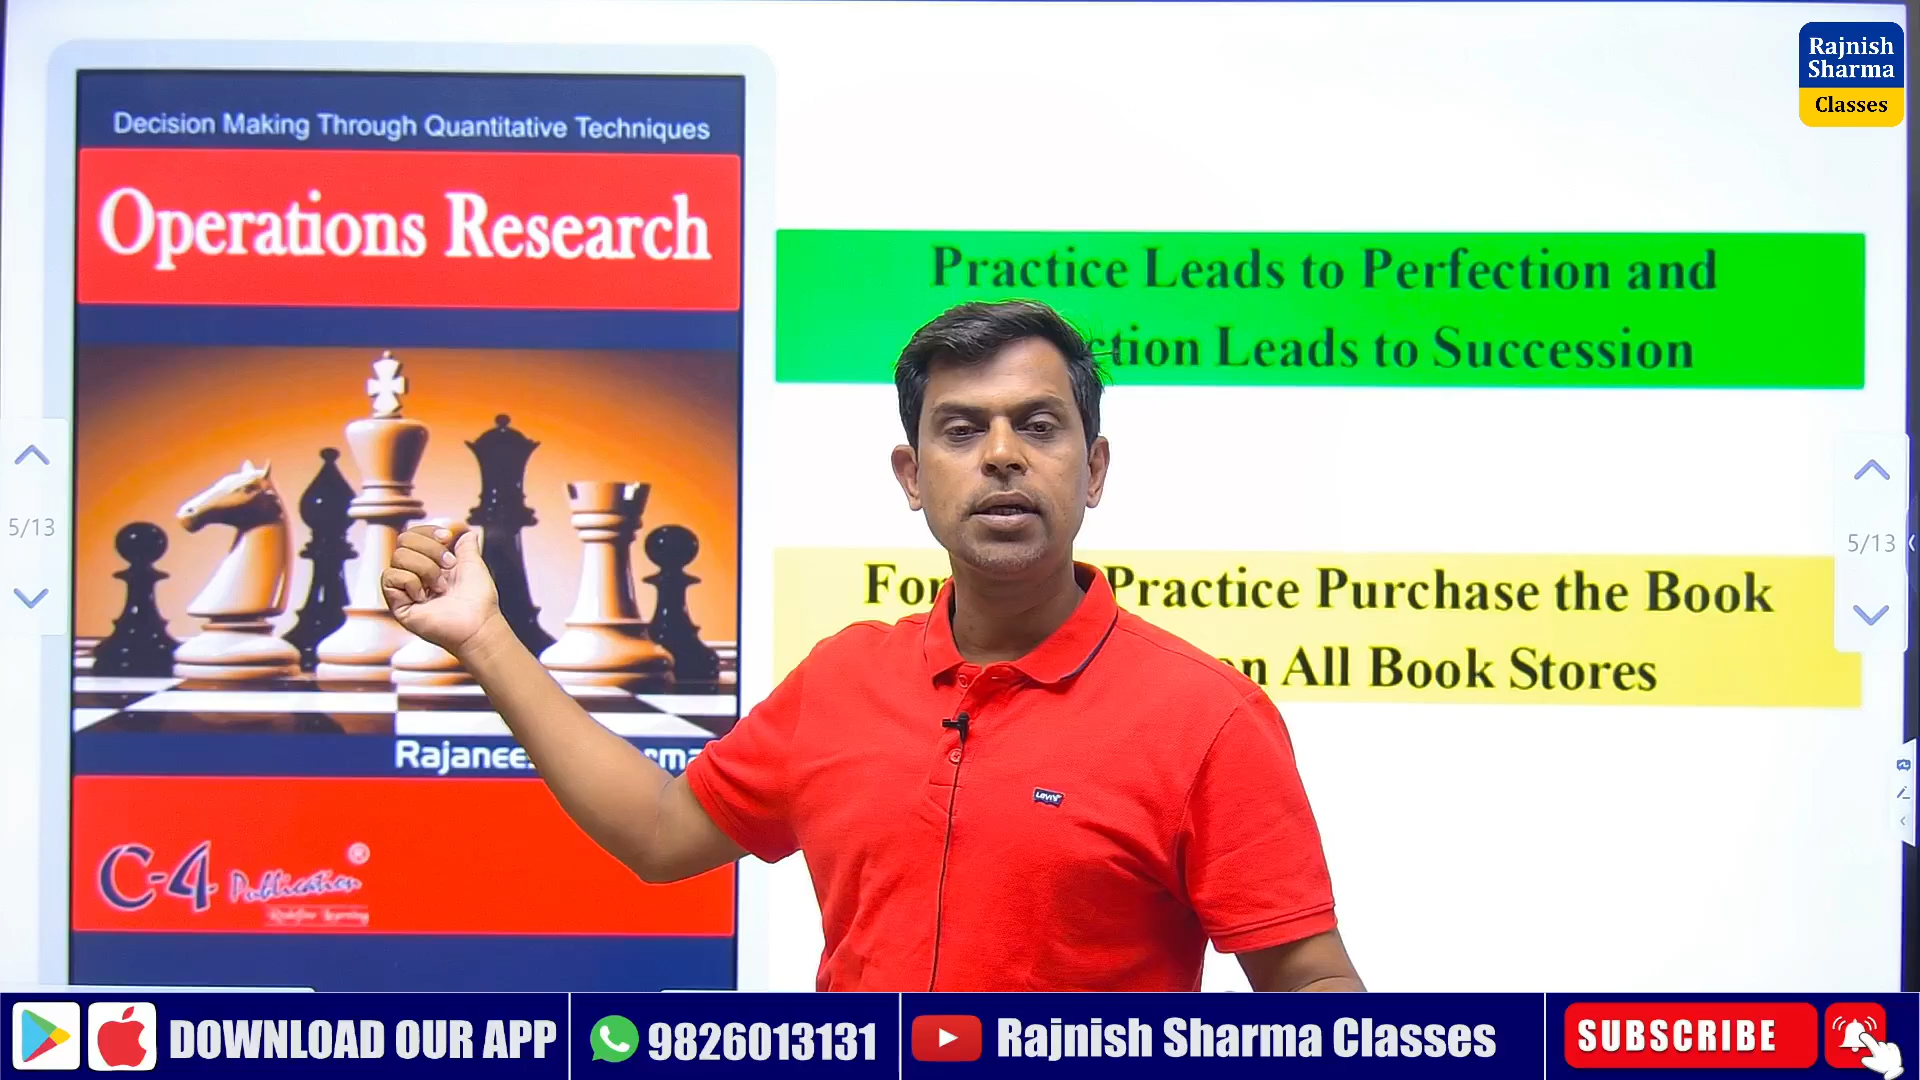 Rajnish
Sharma
Classes
Decision Making Through Quantitative Techniques
Operations Research
C-4 Publication
Practice Leads to Perfection and
Leads to Succession
Practice Purchase the Book
All Book Stores
5/13
5/13
Levi's
DOWNLOAD OUR APP
9826013131
Rajnish Sharma Classes
SUBSCRIBE